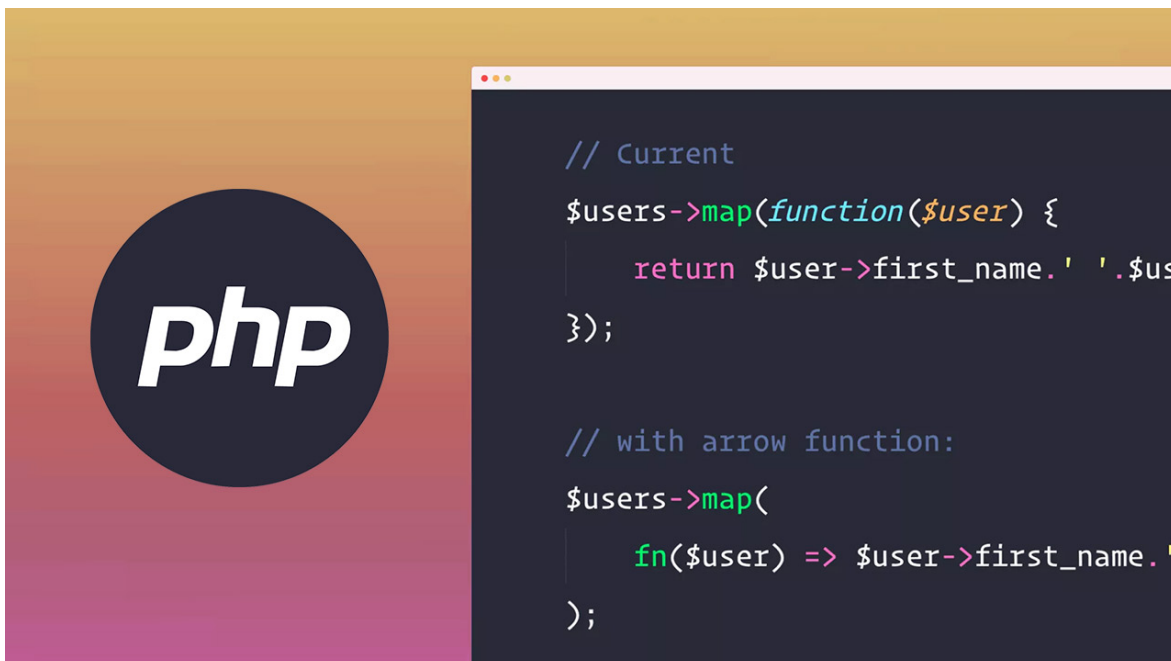 php
// Current
$users->map(function($user) {
return $user->first_name.' '.$us
});
// with arrow function:
$users->map(
fn($user) => $user->first_name.'
);